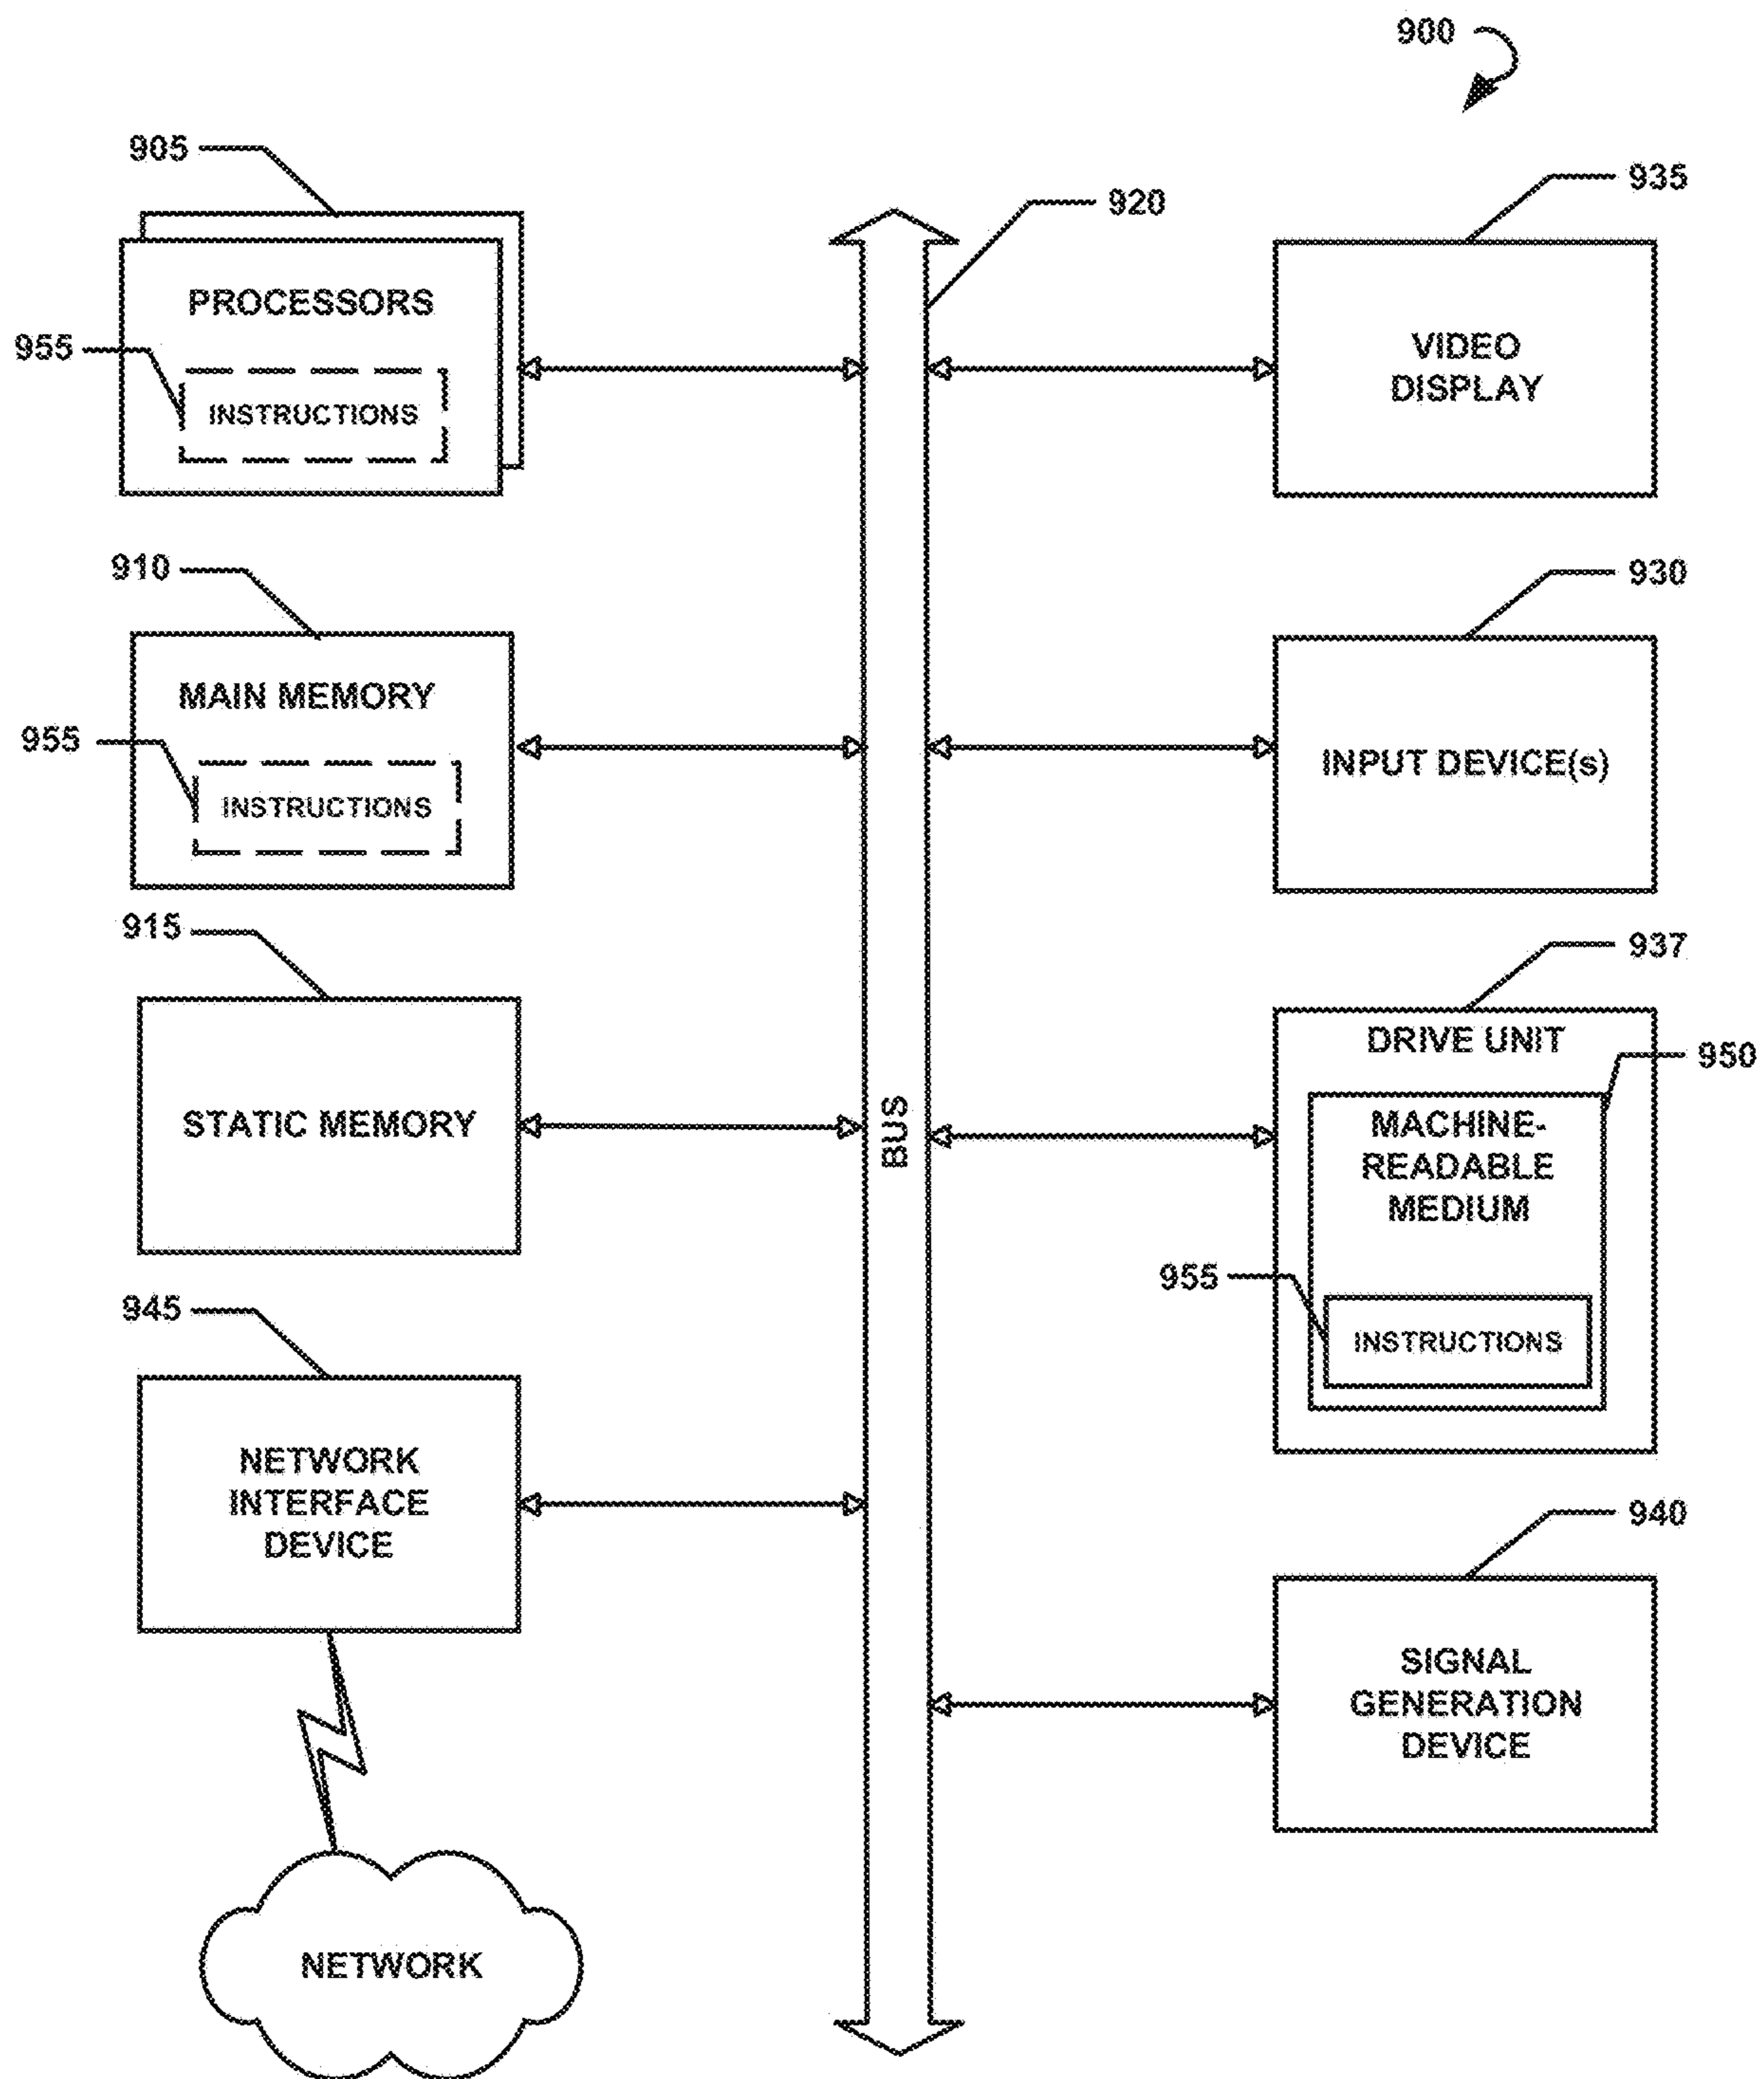 900
905
920
935
PROCESSORS
955
INSTRUCTIONS
VIDEO
DISPLAY
910
930
MAIN MEMORY
955
INSTRUCTIONS
INPUT DEVICE(s)
915
937
STATIC MEMORY
BUS
DRIVE UNIT
950
MACHINE-
READABLE
MEDIUM
955
INSTRUCTIONS
945
NETWORK
INTERFACE
DEVICE
940
SIGNAL
GENERATION
DEVICE
NETWORK